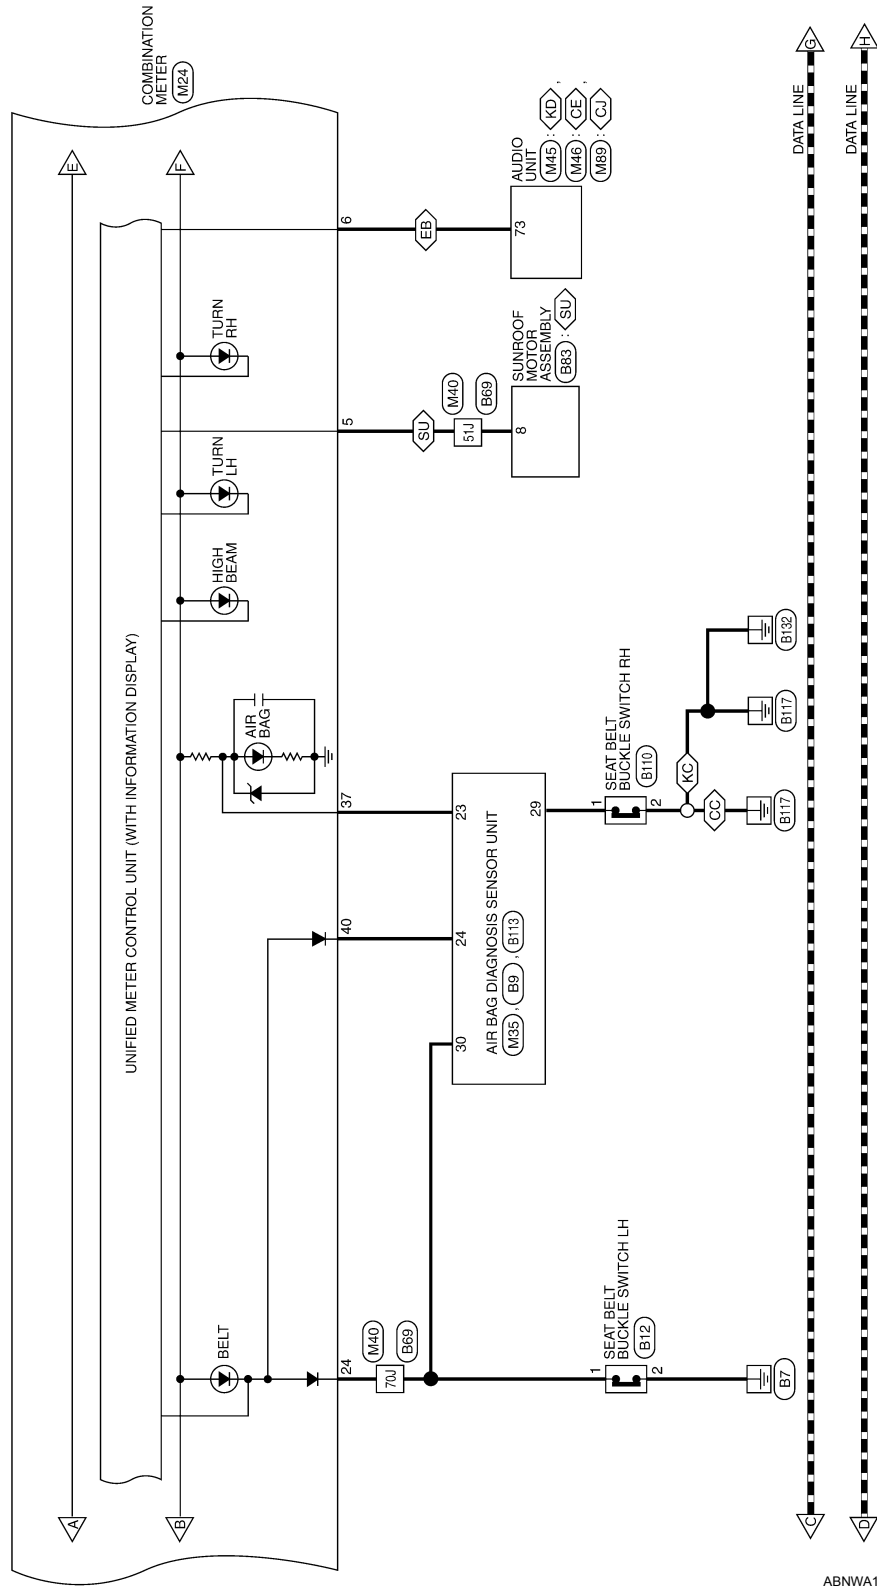 A
B
E
F
COMBINATION
METER
M24
UNIFIED METER CONTROL UNIT (WITH INFORMATION DISPLAY)
BELT
AIR
BAG
HIGH
BEAM
TURN
LH
TURN
RH
24
40
37
5
6
70J
M40
B69
SU
51J
M40
B69
EB
30
24
23
29
AIR BAG DIAGNOSIS SENSOR UNIT
M35 , B9 , B113
8
SUNROOF
MOTOR
ASSEMBLY
B83 : SU
73
AUDIO
UNIT
M45 : KD ,
M46 : CE ,
M89 : CJ
1
2
SEAT BELT
BUCKLE SWITCH LH
B12
B7
1
2
SEAT BELT
BUCKLE SWITCH RH
B110
KC
CC
B117
B117
B132
C
DATA LINE
G
D
DATA LINE
H
ABNWA1